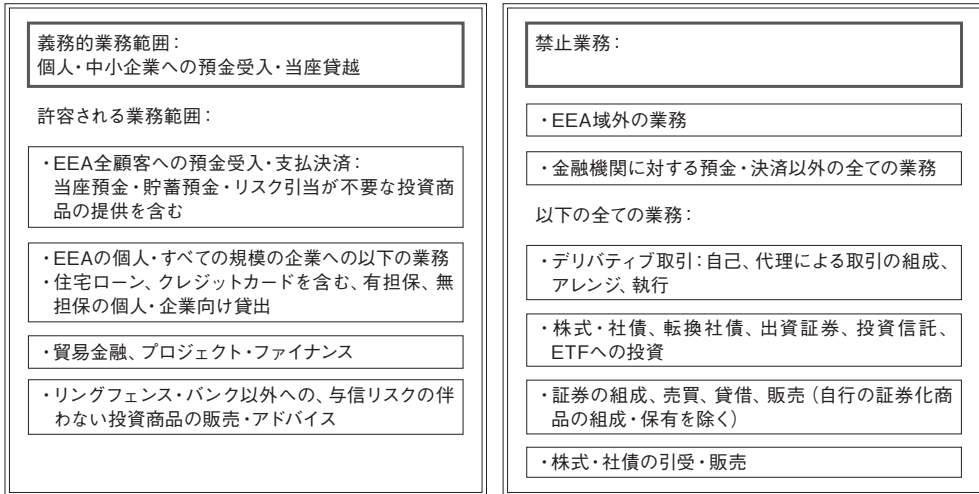 義務的業務範囲：
個人・中小企業への預金受入・当座貸越
許容される業務範囲：
・EEA全顧客への預金受入・支払決済：
当座預金・貯蓄預金・リスク引当が不要な投資商
品の提供を含む
・EEAの個人・すべての規模の企業への以下の業務
・住宅ローン、クレジットカードを含む、有担保、無
担保の個人・企業向け貸出
・貿易金融、プロジェクト・ファイナンス
・リングフェンス・バンク以外への、与信リスクの伴
わない投資商品の販売・アドバイス
禁止業務：
・EEA域外の業務
・金融機関に対する預金・決済以外の全ての業務
以下の全ての業務：
・デリバティブ取引：自己、代理による取引の組成、
アレンジ、執行
・株式・社債、転換社債、出資証券、投資信託、
ETFへの投資
・証券の組成、売買、貸借、販売（自行の証券化商
品の組成・保有を除く）
・株式・社債の引受・販売